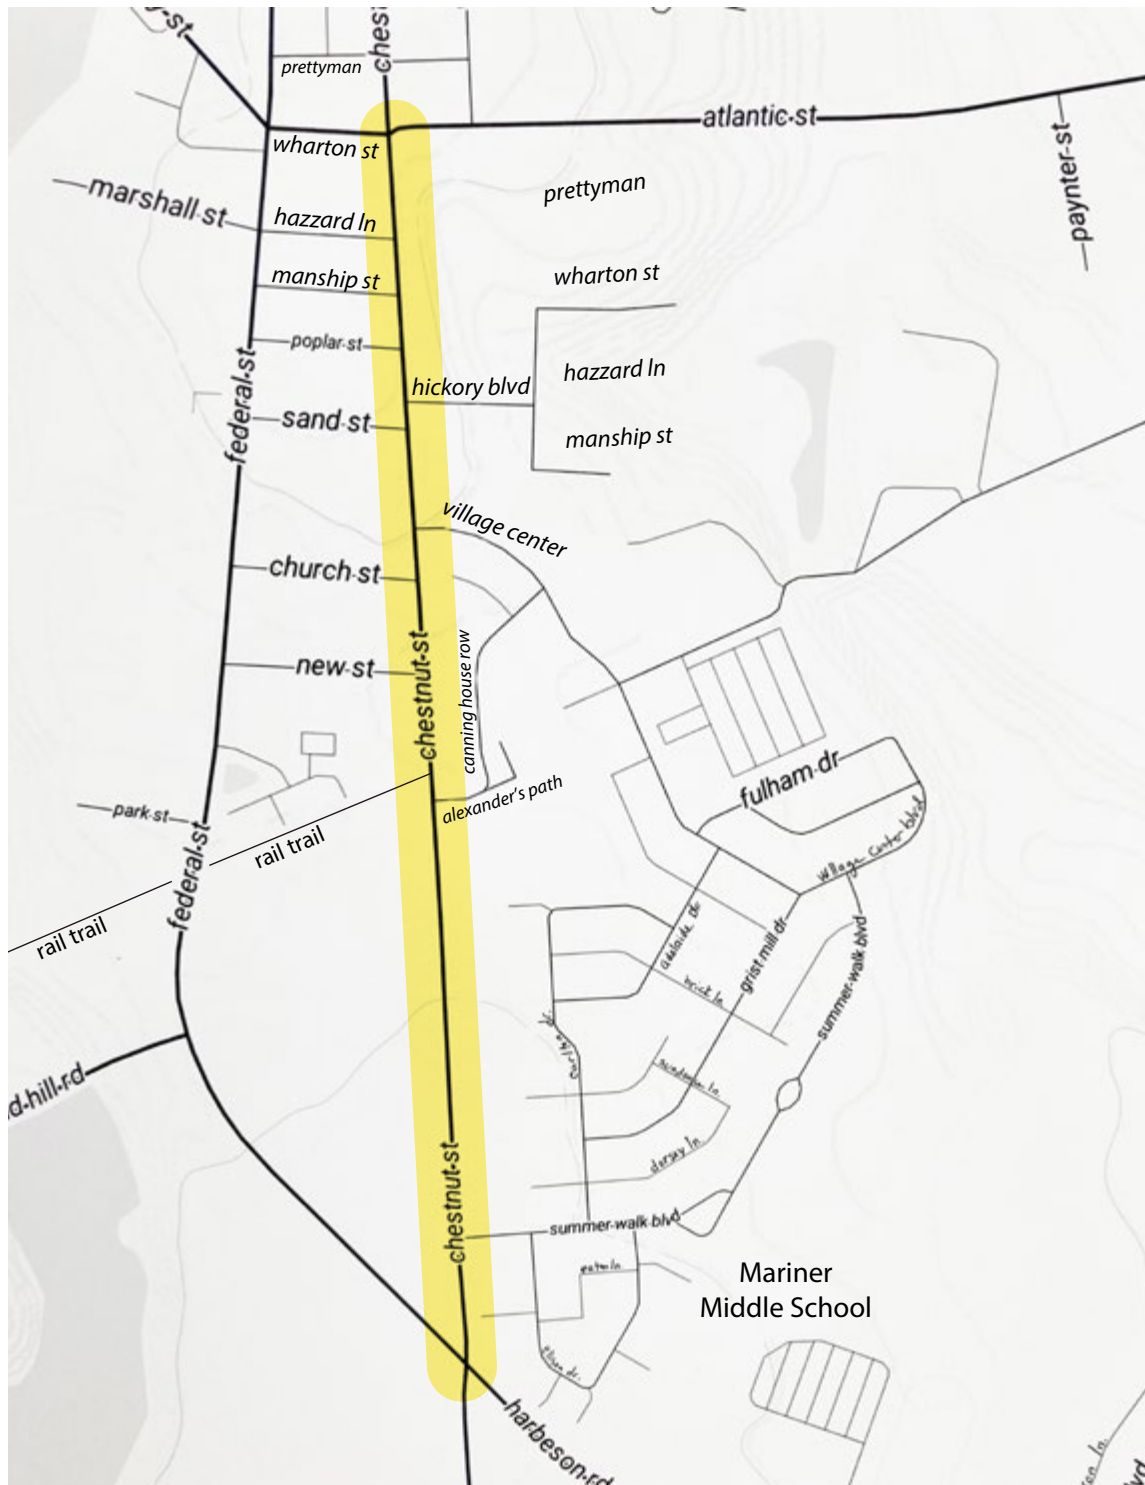 y-st
ches
prettyman
atlantic-st
paynter-st
wharton st
prettyman
marshall st
hazzard ln
wharton st
manship st
poplar-st
federal-st
hickory blvd
hazzard ln
sand-st
manship st
village center
church-st
chestnut-st
canning house row
new-st
fulham-dr
alexander's path
park-st
rail trail
Village Center blvd
federal-st
rail trail
adelaide dr
grist-mill-dr
brick ln
summer-walk-blvd
d-hill-rd
dorsey ln.
chestnut-st
summer-walk-blvd
Mariner
Middle School
harbeson-rd